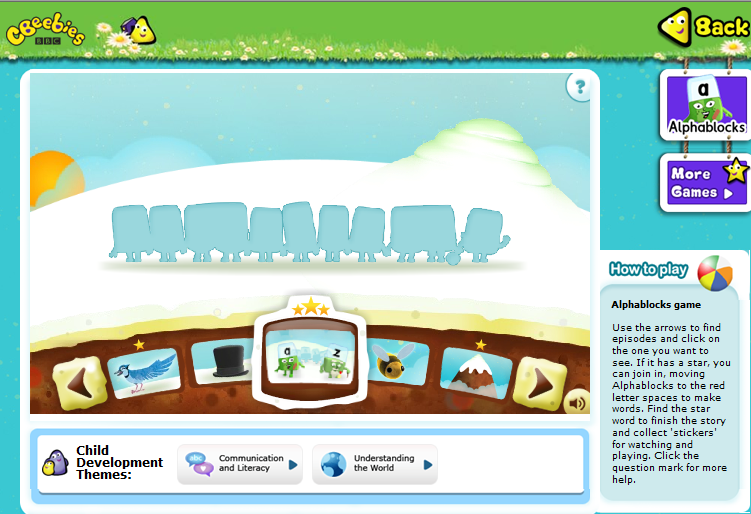 CBeebies
BBC
Back
?
a
Alphablocks
More
Games
How to play
Alphablocks game
Use the arrows to find
episodes and click on
the one you want to
see. If it has a star, you
can join in, moving
Alphablocks to the red
letter spaces to make
words. Find the star
word to finish the story
and collect 'stickers'
for watching and
playing. Click the
question mark for more
help.
a z
Child
Development
Themes:
abc
Communication
and Literacy
Understanding
the World